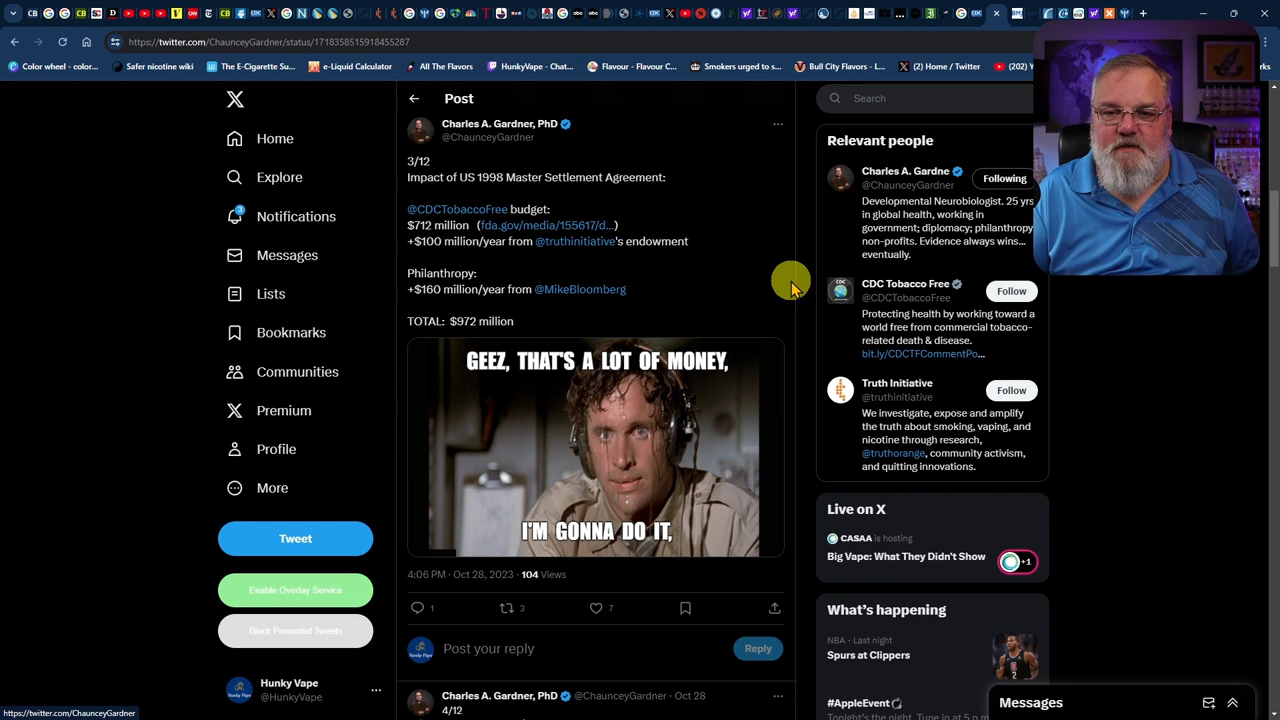 https://twitter.com/ChaunceyGardner/status/1718358515918455287
Color wheel - color...
Safer nicotine wiki
The E-Cigarette Su...
e-Liquid Calculator
All The Flavors
HunkyVape - Chat...
Flavour - Flavour C...
Smokers urged to s...
Bull City Flavors - L...
(2) Home / Twitter
(202) Y
Home
Explore
3
Notifications
Messages
Lists
Bookmarks
Communities
Premium
Profile
More
Tweet
Enable Overlay Service
Block Promoted Tweets
Hunky Vape
@HunkyVape
Post
Charles A. Gardner, PhD
@ChaunceyGardner
3/12
Impact of US 1998 Master Settlement Agreement:
@CDCTobaccoFree budget:
$712 million (fda.gov/media/155617/d...)
+$100 million/year from @truthinitiative's endowment
Philanthropy:
+$160 million/year from @MikeBloomberg
TOTAL: $972 million
GEEZ, THAT'S A LOT OF MONEY,
I'M GONNA DO IT,
4:06 PM · Oct 28, 2023 · 104 Views
1
3
7
Post your reply
Reply
Charles A. Gardner, PhD @ChaunceyGardner · Oct 28
4/12
Search
Relevant people
Charles A. Gardne
@ChaunceyGardner
Following
Developmental Neurobiologist. 25 yrs
in global health, working in
government; diplomacy; philanthropy
non-profits. Evidence always wins...
eventually.
CDC Tobacco Free
@CDCTobaccoFree
Follow
Protecting health by working toward a
world free from commercial tobacco-
related death & disease.
bit.ly/CDCTFCommentPo...
Truth Initiative
@truthinitiative
Follow
We investigate, expose and amplify
the truth about smoking, vaping, and
nicotine through research,
@truthorange, community activism,
and quitting innovations.
Live on X
CASAA is hosting
Big Vape: What They Didn't Show
+1
What's happening
NBA · Last night
Spurs at Clippers
#AppleEvent
Messages
https://twitter.com/ChaunceyGardner